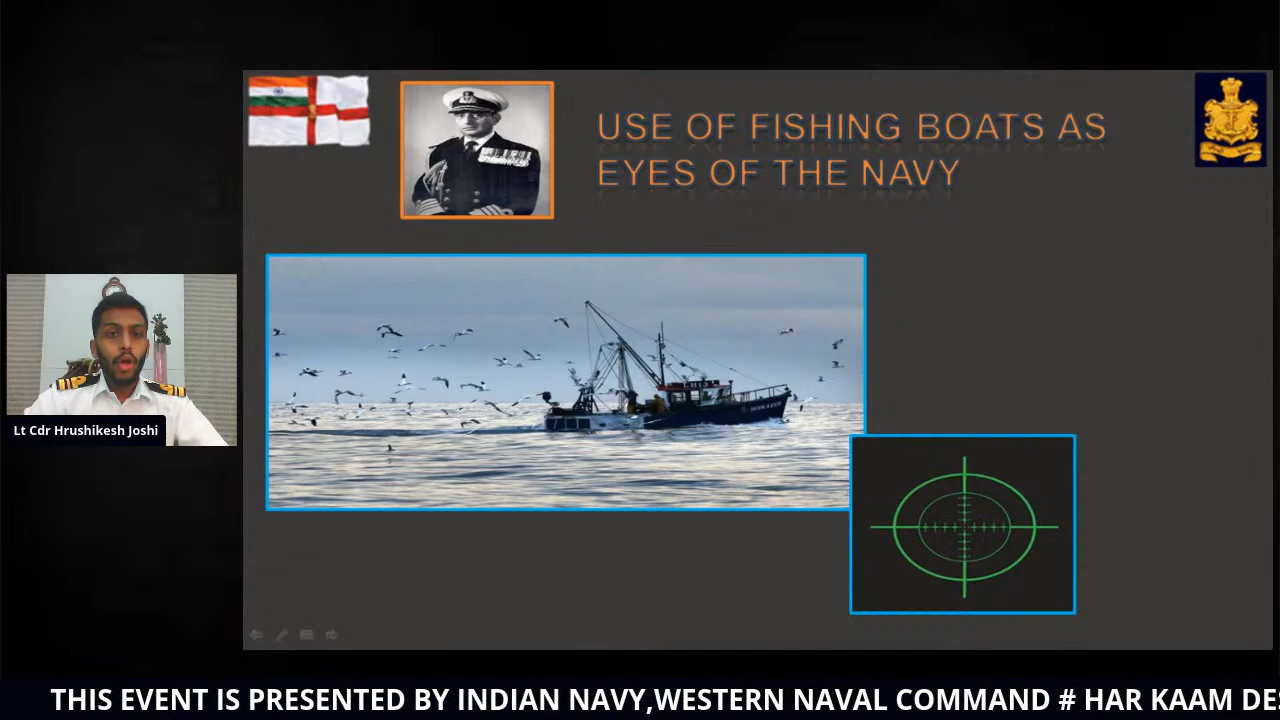 USE OF FISHING BOATS AS
EYES OF THE NAVY
Lt Cdr Hrushikesh Joshi
THIS EVENT IS PRESENTED BY INDIAN NAVY,WESTERN NAVAL COMMAND # HAR KAAM DE